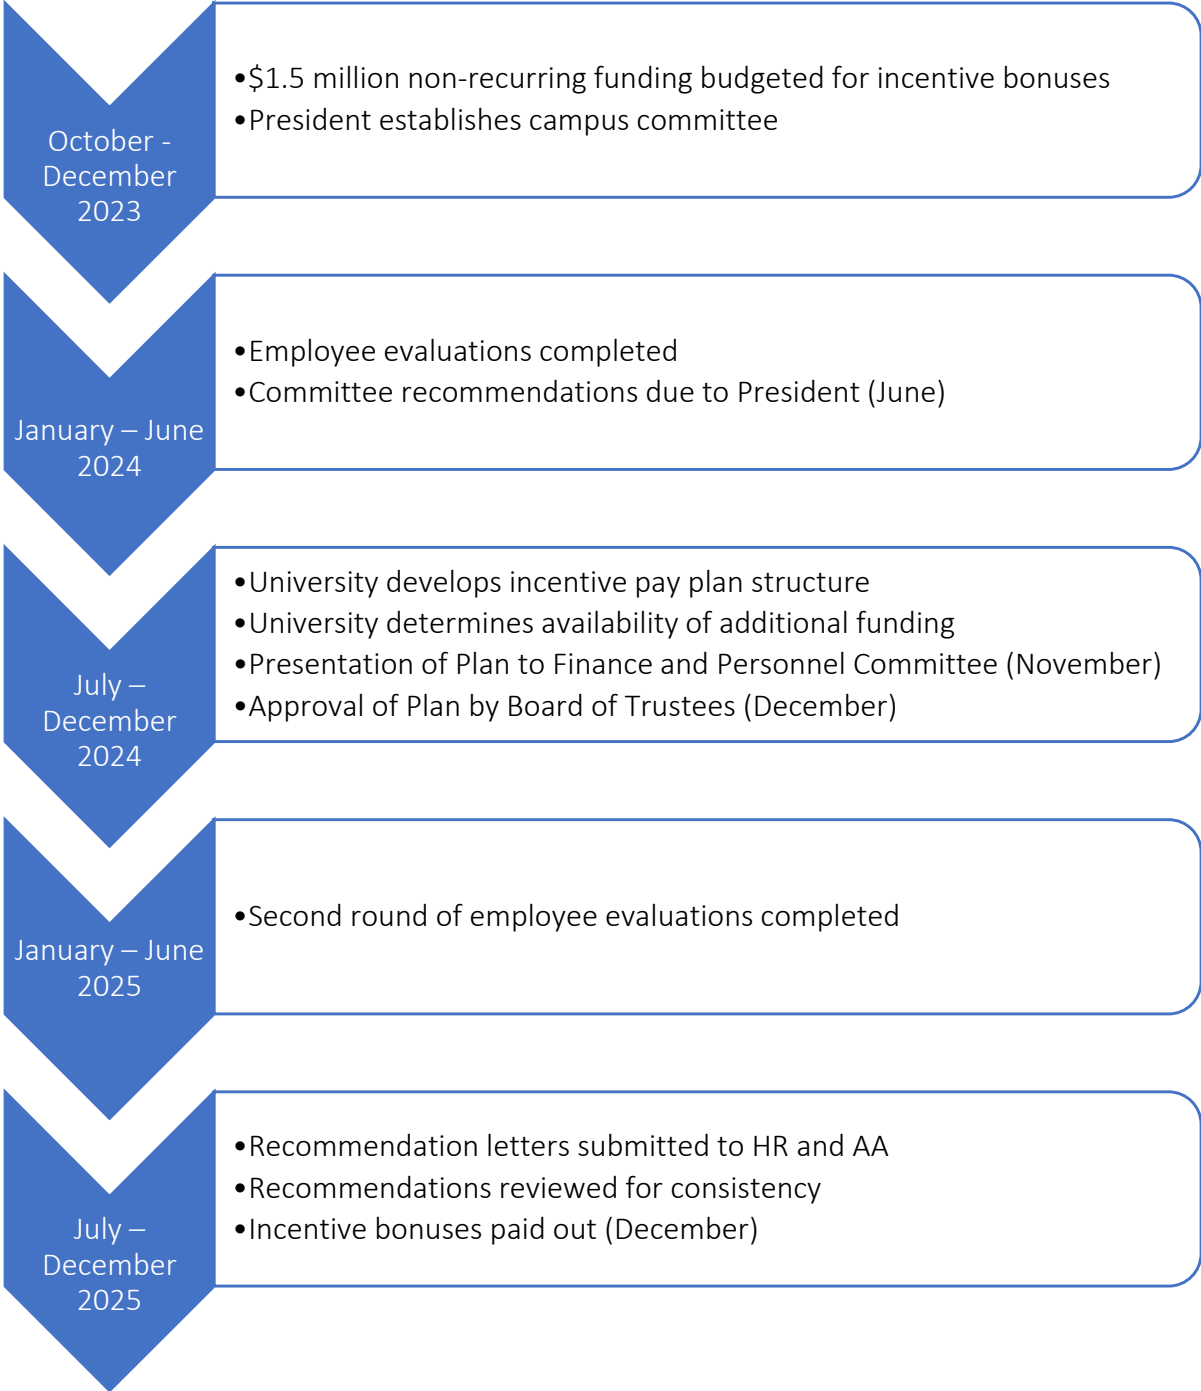 October -
December
2023
•$1.5 million non-recurring funding budgeted for incentive bonuses
•President establishes campus committee
January – June
2024
•Employee evaluations completed
•Committee recommendations due to President (June)
July –
December
2024
•University develops incentive pay plan structure
•University determines availability of additional funding
•Presentation of Plan to Finance and Personnel Committee (November)
•Approval of Plan by Board of Trustees (December)
January – June
2025
•Second round of employee evaluations completed
July –
December
2025
•Recommendation letters submitted to HR and AA
•Recommendations reviewed for consistency
•Incentive bonuses paid out (December)